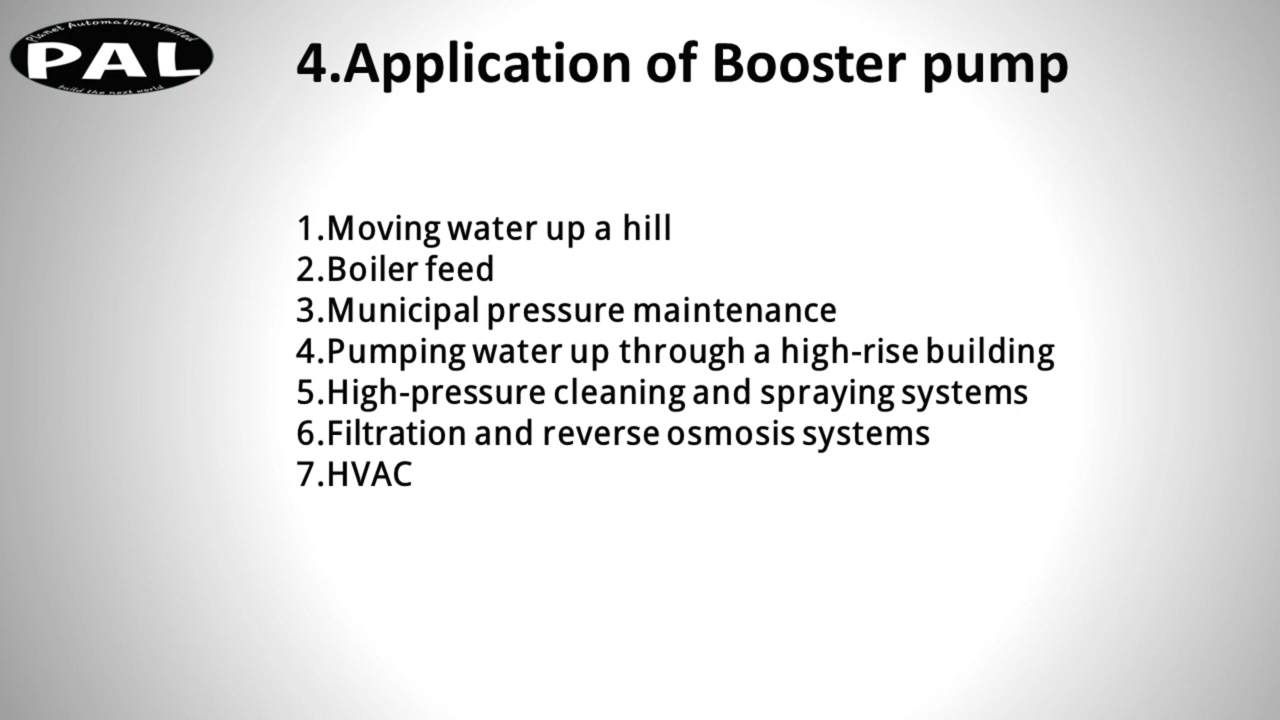 Planet Automation Limited
PAL
build the next world
4.Application of Booster pump
1.Moving water up a hill
2.Boiler feed
3.Municipal pressure maintenance
4.Pumping water up through a high-rise building
5.High-pressure cleaning and spraying systems
6.Filtration and reverse osmosis systems
7.HVAC